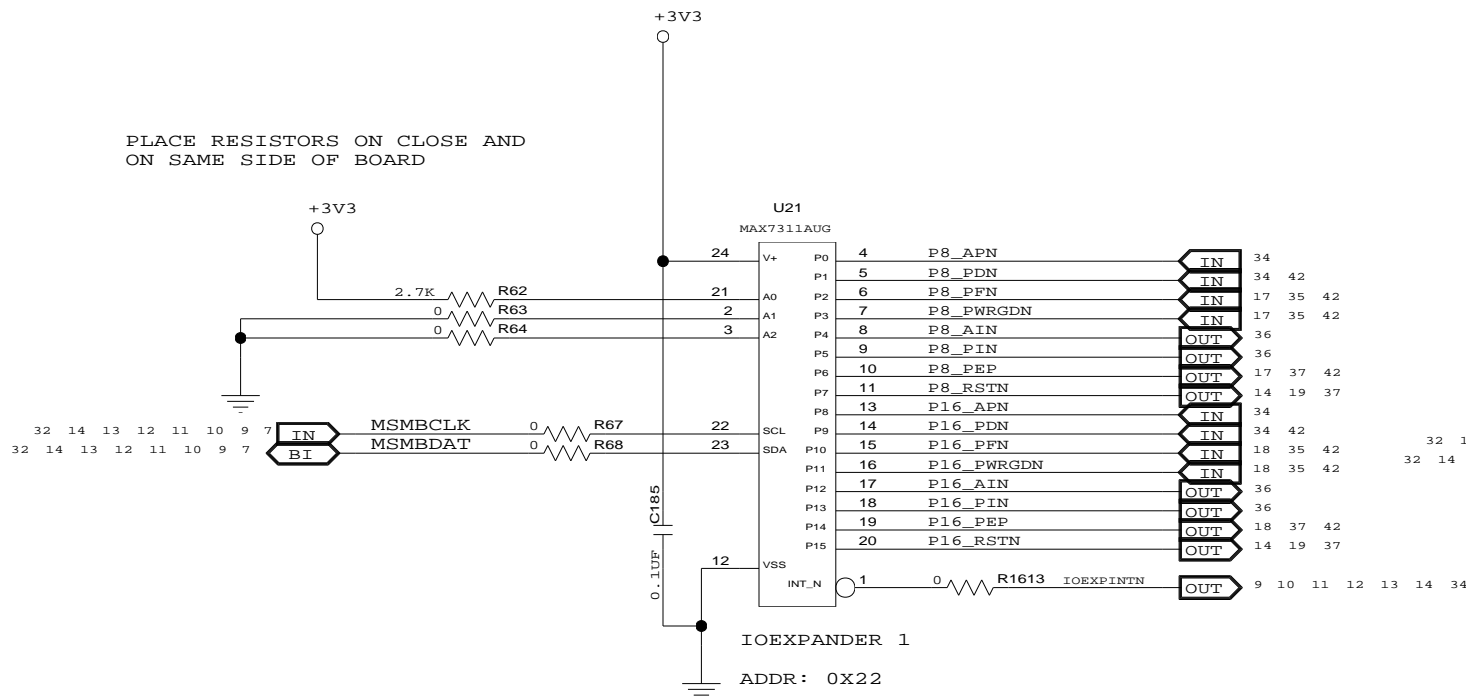 +3V3
PLACE RESISTORS ON CLOSE AND
ON SAME SIDE OF BOARD
+3V3
U21
MAX7311AUG
24 V+ P0 4 P8_APN IN 34
P1 5 P8_PDN IN 34 42
2.7K R62 21 A0 P2 6 P8_PFN IN 17 35 42
0 R63 2 A1 P3 7 P8_PWRGDN IN 17 35 42
0 R64 3 A2 P4 8 P8_AIN OUT 36
P5 9 P8_PIN OUT 36
P6 10 P8_PEP OUT 17 37 42
P7 11 P8_RSTN OUT 14 19 37
P8 13 P16_APN IN 34
32 14 13 12 11 10 9 7 IN MSMBCLK 0 R67 22 SCL P9 14 P16_PDN IN 34 42
32 14 13 12 11 10 9 7 BI MSMBDAT 0 R68 23 SDA P10 15 P16_PFN IN 18 35 42
32 1
P11 16 P16_PWRGDN IN 18 35 42
32 14
P12 17 P16_AIN OUT 36
P13 18 P16_PIN OUT 36
P14 19 P16_PEP OUT 18 37 42
P15 20 P16_RSTN OUT 14 19 37
C185
0.1UF
12 VSS
INT_N 1 0 R1613 IOEXPINTN OUT 9 10 11 12 13 14 34
IOEXPANDER 1
ADDR: 0X22